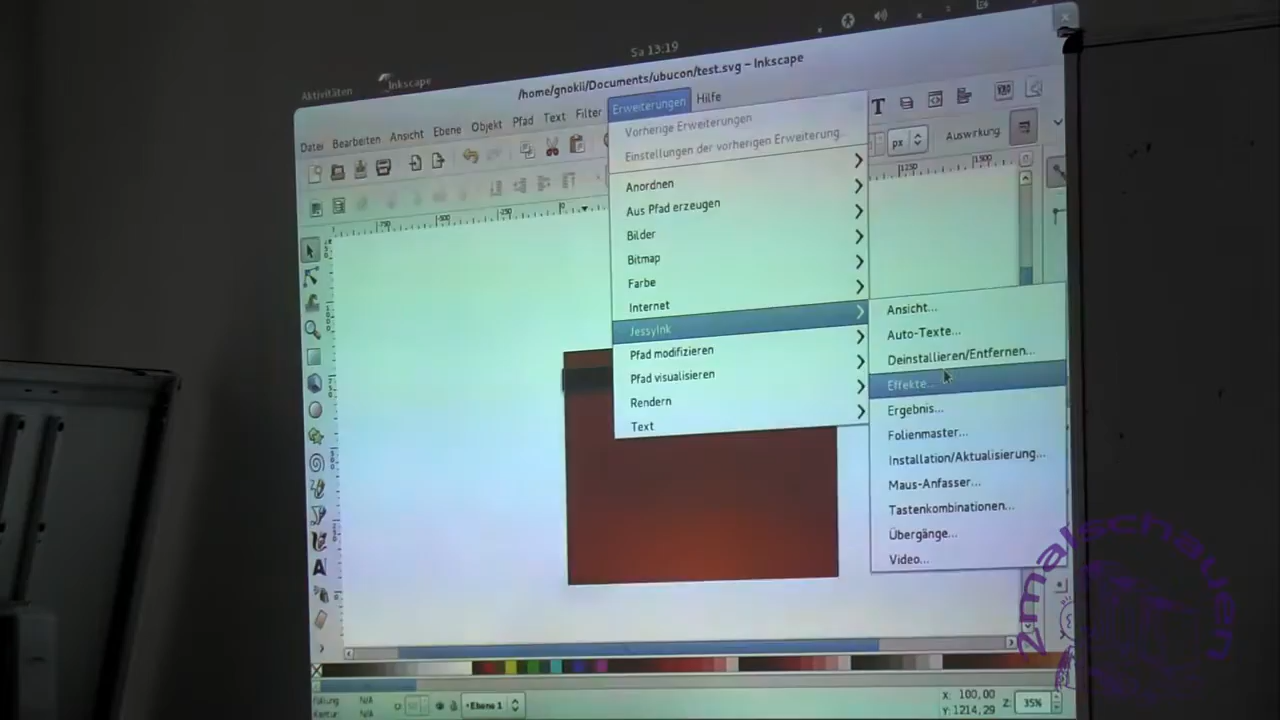 Sa 13:19
Aktivitäten
Inkscape
/home/gnokii/Documents/ubucon/test.svg – Inkscape
Datei Bearbeiten Ansicht Ebene Objekt Pfad Text Filter Erweiterungen Hilfe
Vorherige Erweiterungen
Einstellungen der vorherigen Erweiterung...
px
Auswirkung
Anordnen
Aus Pfad erzeugen
Bilder
Bitmap
Farbe
Internet
JessyInk
Pfad modifizieren
Pfad visualisieren
Rendern
Text
Ansicht...
Auto-Texte...
Deinstallieren/Entfernen...
Effekte...
Ergebnis...
Folienmaster...
Installation/Aktualisierung...
Maus-Anfasser...
Tastenkombinationen...
Übergänge...
Video...
2malschauen
Füllung N/A
Kontur N/A
•Ebene 1
X: 100,00
Y: 1214,29
Z: 35%